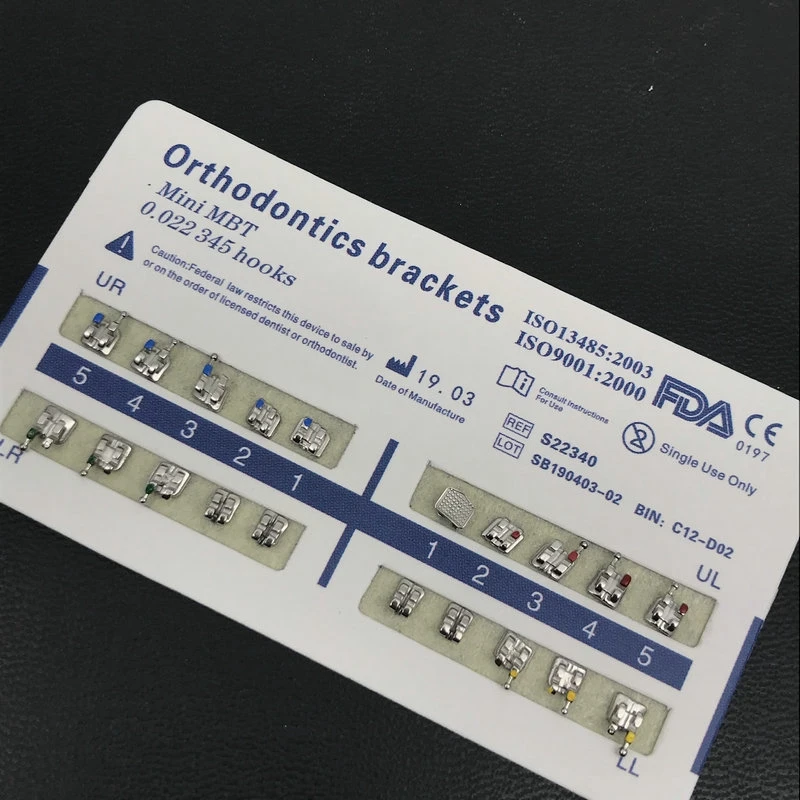 Orthodontics brackets
· Mini MBT
0.022 345 hooks
Caution:Federal law restricts this device to sale by
or on the order of licensed dentist or orthodontist.
19.03
Date of Manufacture
ISO13485:2003
ISO9001:2000
FDA CE
0197
Consult Instructions
For Use
REF S22340
LOT SB190403-02
Single Use Only
BIN: C12-D02
UR
5 4 3 2 1
LR
UL
1 2 3 4 5
LL